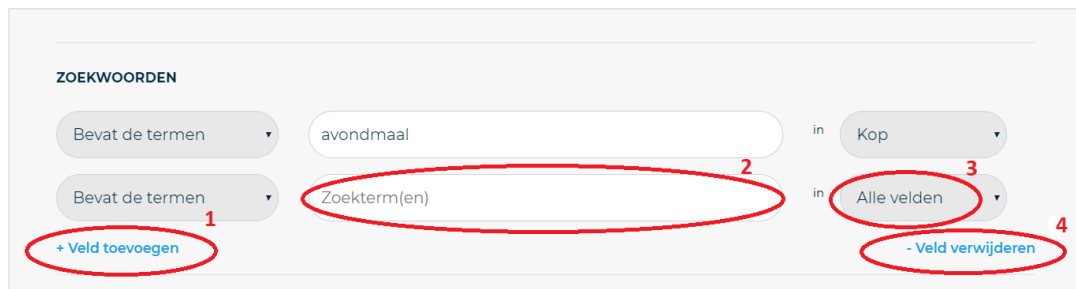 ZOEKWOORDEN
Bevat de termen avondmaal in Kop
2 3
Bevat de termen Zoekterm(en) in Alle velden
1 4
+ Veld toevoegen - Veld verwijderen